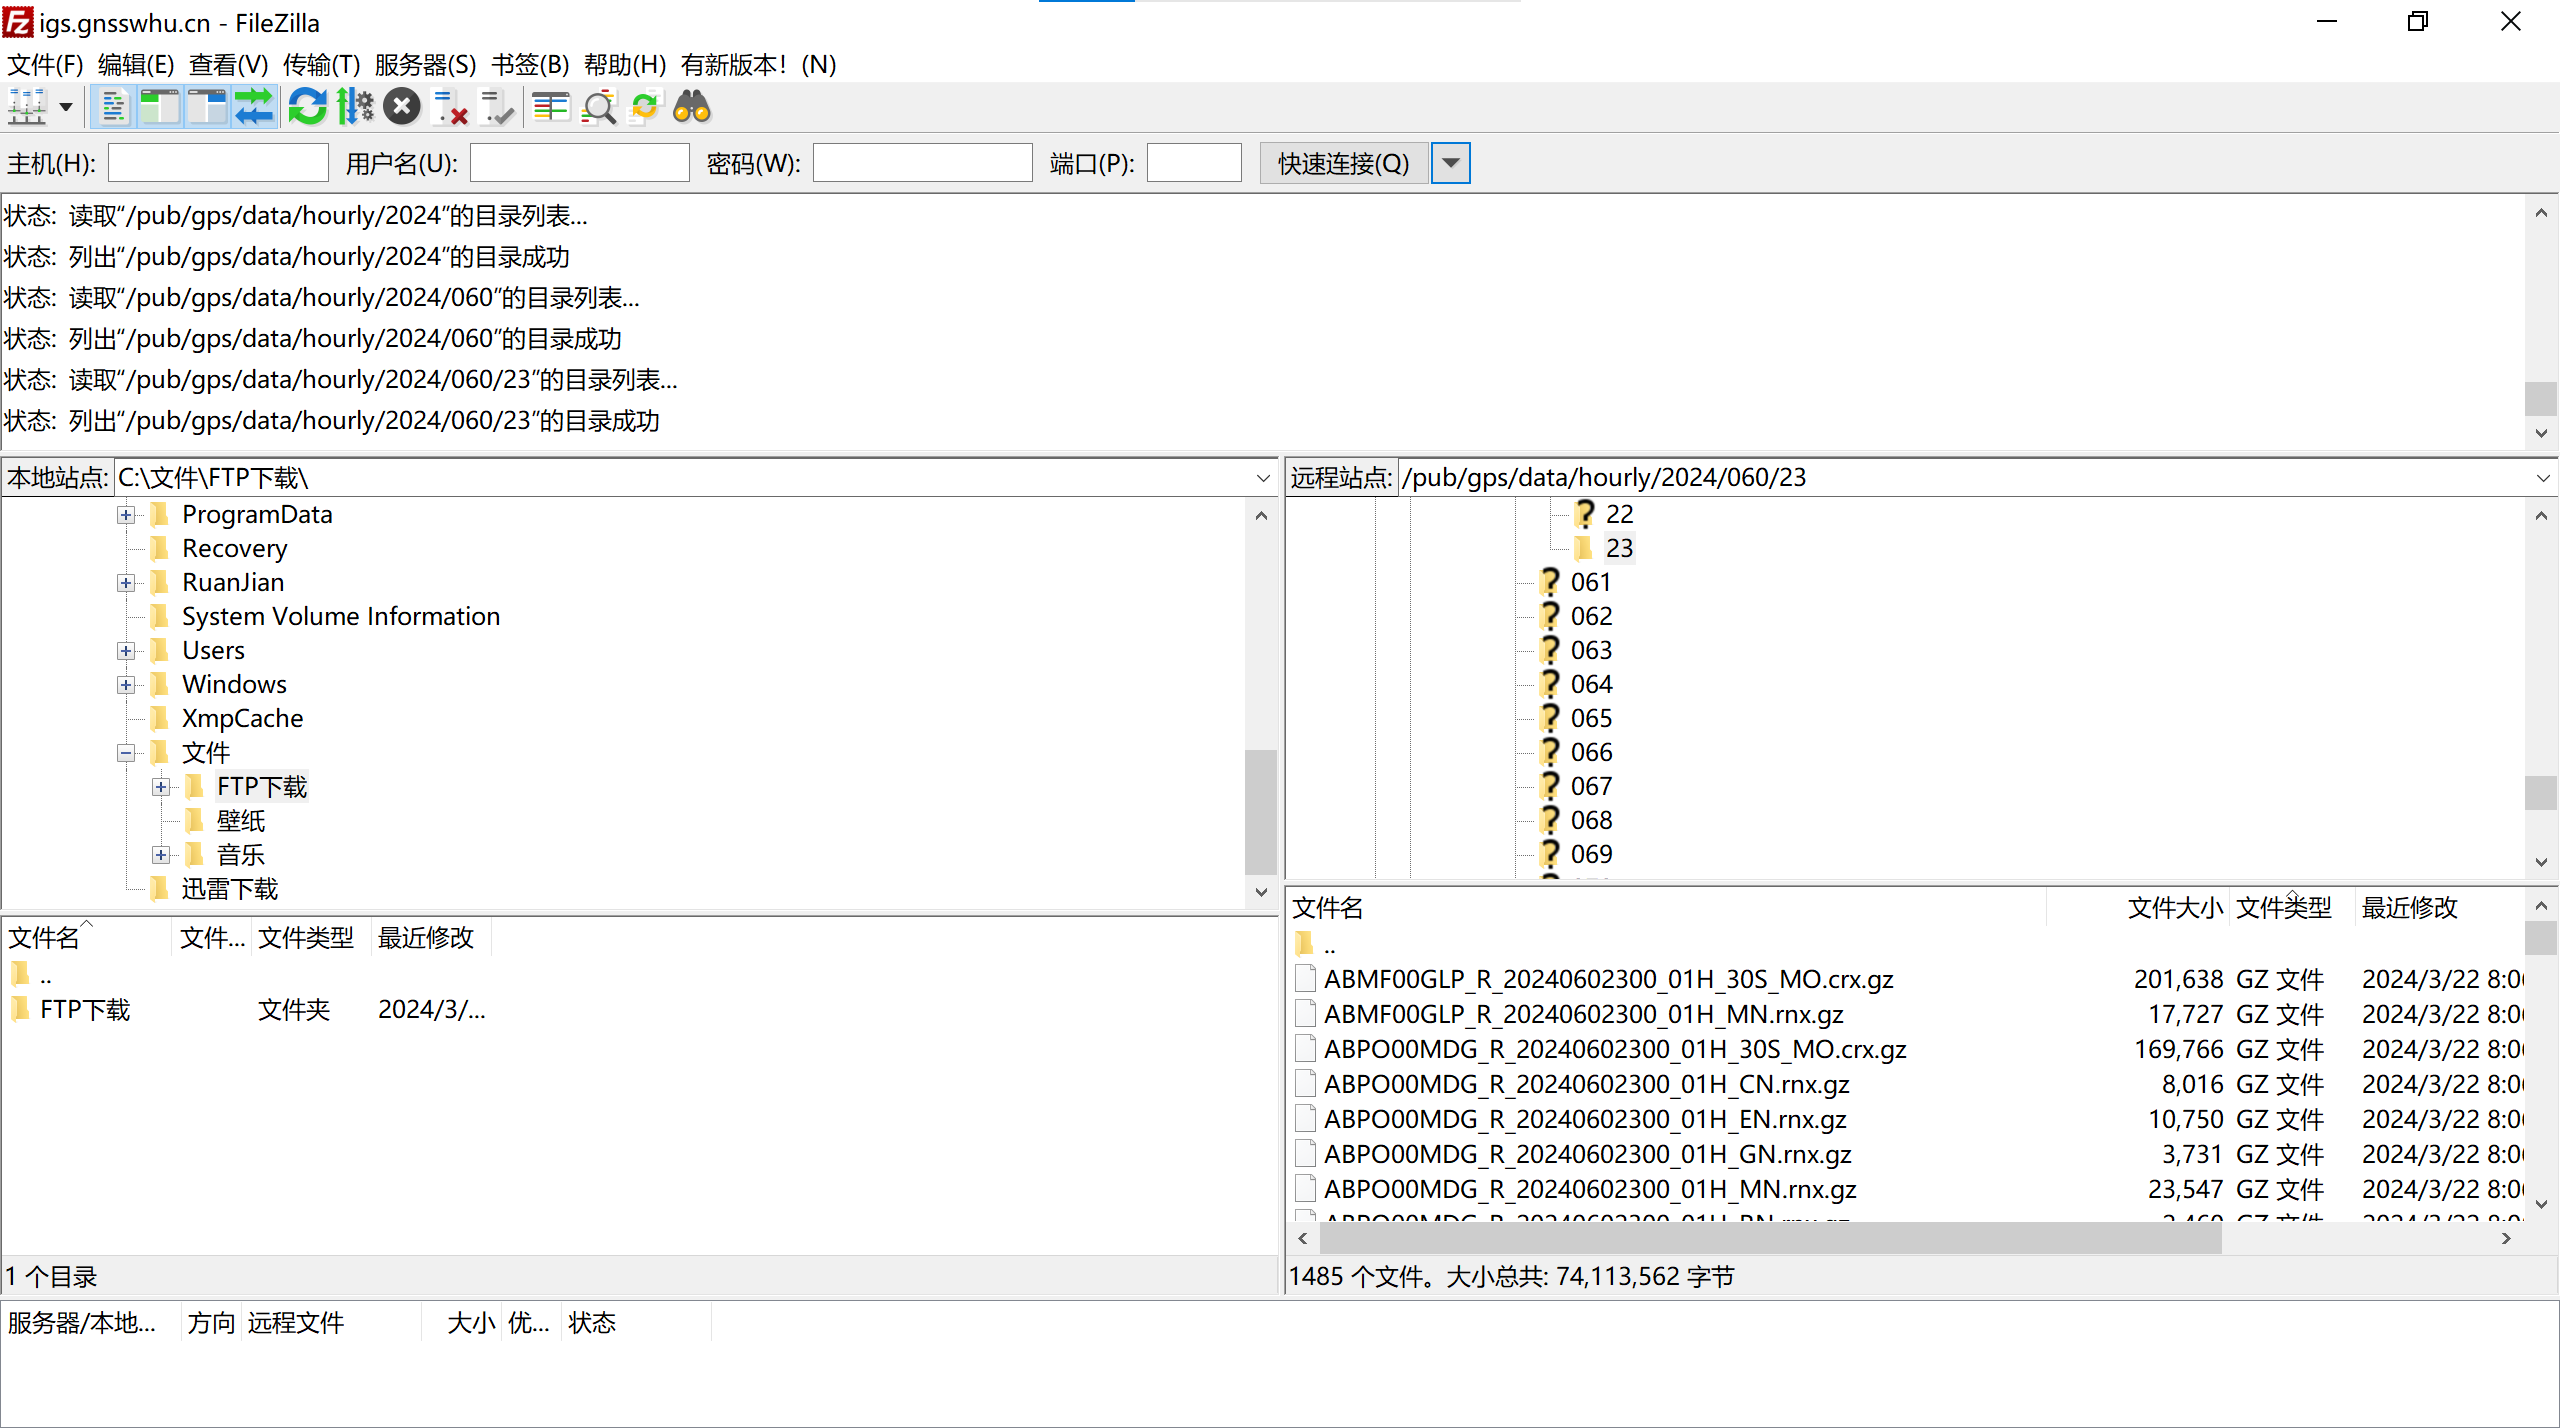 igs.gnsswhu.cn - FileZilla
文件(F) 编辑(E) 查看(V) 传输(T) 服务器(S) 书签(B) 帮助(H) 有新版本！(N)
主机(H): 用户名(U): 密码(W): 端口(P): 快速连接(Q)
状态: 读取“/pub/gps/data/hourly/2024”的目录列表...
状态: 列出“/pub/gps/data/hourly/2024”的目录成功
状态: 读取“/pub/gps/data/hourly/2024/060”的目录列表...
状态: 列出“/pub/gps/data/hourly/2024/060”的目录成功
状态: 读取“/pub/gps/data/hourly/2024/060/23”的目录列表...
状态: 列出“/pub/gps/data/hourly/2024/060/23”的目录成功
本地站点: C:\文件\FTP下载\
ProgramData
Recovery
RuanJian
System Volume Information
Users
Windows
XmpCache
文件
FTP下载
壁纸
音乐
迅雷下载
文件名 文件... 文件类型 最近修改
..
FTP下载 文件夹 2024/3/...
1 个目录
远程站点: /pub/gps/data/hourly/2024/060/23
22
23
061
062
063
064
065
066
067
068
069
文件名 文件大小 文件类型 最近修改
..
ABMF00GLP_R_20240602300_01H_30S_MO.crx.gz 201,638 GZ 文件 2024/3/22 8:0
ABMF00GLP_R_20240602300_01H_MN.rnx.gz 17,727 GZ 文件 2024/3/22 8:0
ABPO00MDG_R_20240602300_01H_30S_MO.crx.gz 169,766 GZ 文件 2024/3/22 8:0
ABPO00MDG_R_20240602300_01H_CN.rnx.gz 8,016 GZ 文件 2024/3/22 8:0
ABPO00MDG_R_20240602300_01H_EN.rnx.gz 10,750 GZ 文件 2024/3/22 8:0
ABPO00MDG_R_20240602300_01H_GN.rnx.gz 3,731 GZ 文件 2024/3/22 8:0
ABPO00MDG_R_20240602300_01H_MN.rnx.gz 23,547 GZ 文件 2024/3/22 8:0
1485 个文件。大小总共: 74,113,562 字节
服务器/本地... 方向 远程文件 大小 优... 状态